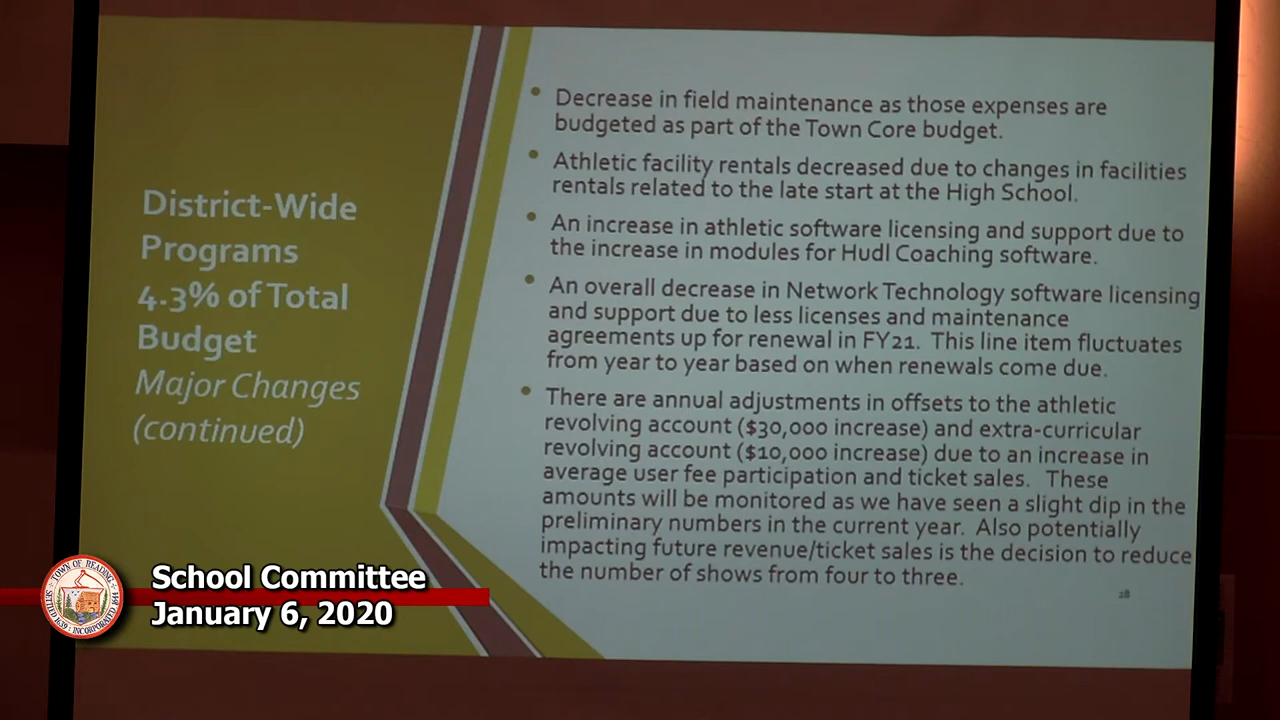 District-Wide
Programs
4.3% of Total
Budget
Major Changes
(continued)
• Decrease in field maintenance as those expenses are
budgeted as part of the Town Core budget.
• Athletic facility rentals decreased due to changes in facilities
rentals related to the late start at the High School.
• An increase in athletic software licensing and support due to
the increase in modules for Hudl Coaching software.
• An overall decrease in Network Technology software licensing
and support due to less licenses and maintenance
agreements up for renewal in FY21. This line item fluctuates
from year to year based on when renewals come due.
• There are annual adjustments in offsets to the athletic
revolving account ($30,000 increase) and extra-curricular
revolving account ($10,000 increase) due to an increase in
average user fee participation and ticket sales. These
amounts will be monitored as we have seen a slight dip in the
preliminary numbers in the current year. Also potentially
impacting future revenue/ticket sales is the decision to reduce
the number of shows from four to three.
28
TOWN OF READING
SETTLED 1639 INCORPORATED 1644
School Committee
January 6, 2020